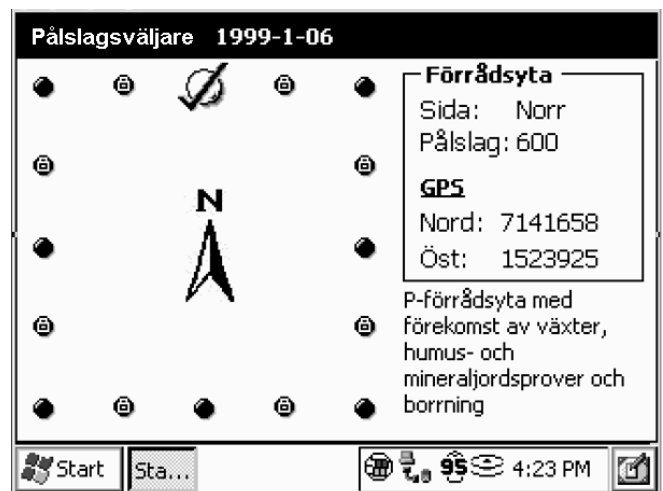 Pålslagsväljare 1999-1-06
Förrådsyta
Sida: Norr
Pålslag: 600
GPS
Nord: 7141658
Öst: 1523925
N
P-förrådsyta med
förekomst av växter,
humus- och
mineraljordsprover och
borrning
Start
Sta...
95
4:23 PM